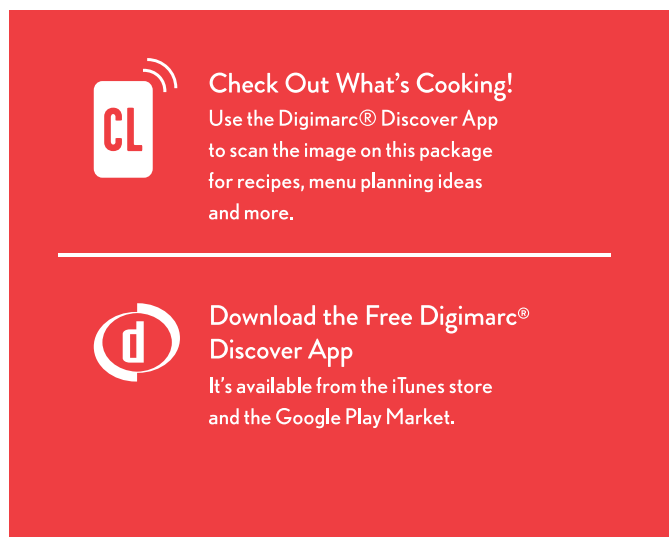 CL
Check Out What's Cooking!
Use the Digimarc® Discover App
to scan the image on this package
for recipes, menu planning ideas
and more.
d
Download the Free Digimarc®
Discover App
It's available from the iTunes store
and the Google Play Market.